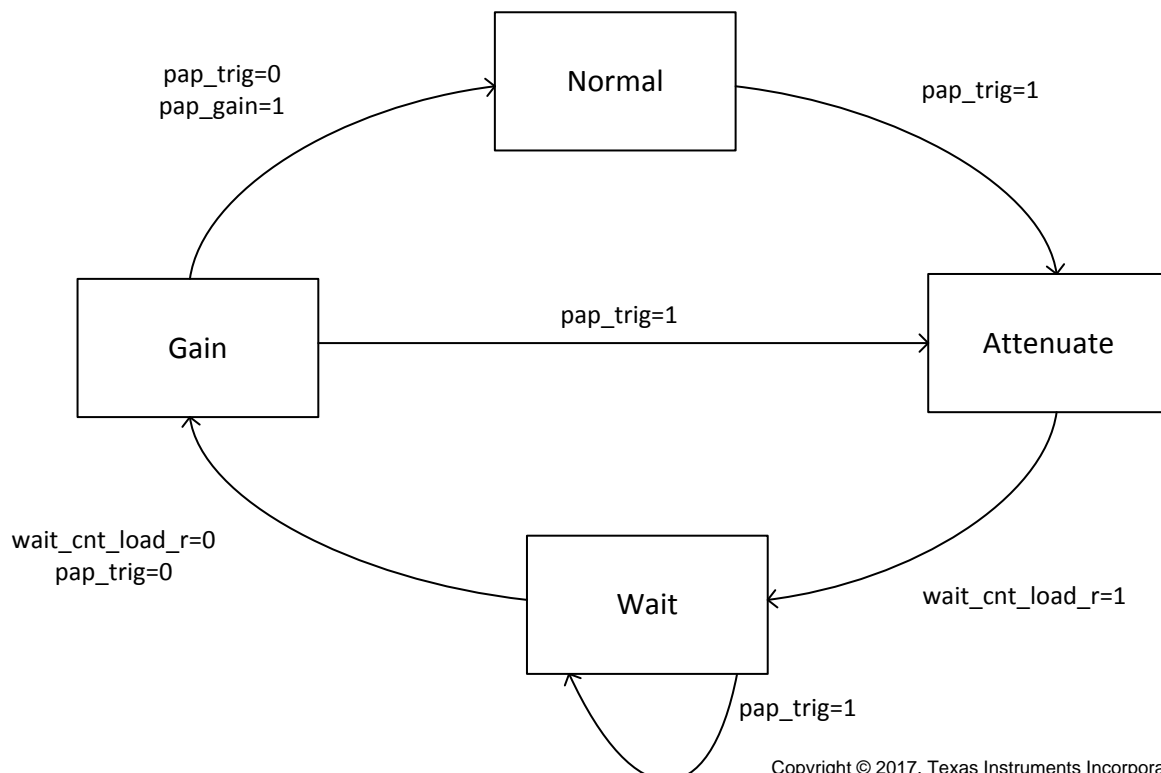 pap_trig=0
pap_gain=1
Normal
pap_trig=1
Gain
pap_trig=1
Attenuate
wait_cnt_load_r=0
pap_trig=0
Wait
wait_cnt_load_r=1
pap_trig=1
Copyright © 2017, Texas Instruments Incorpora